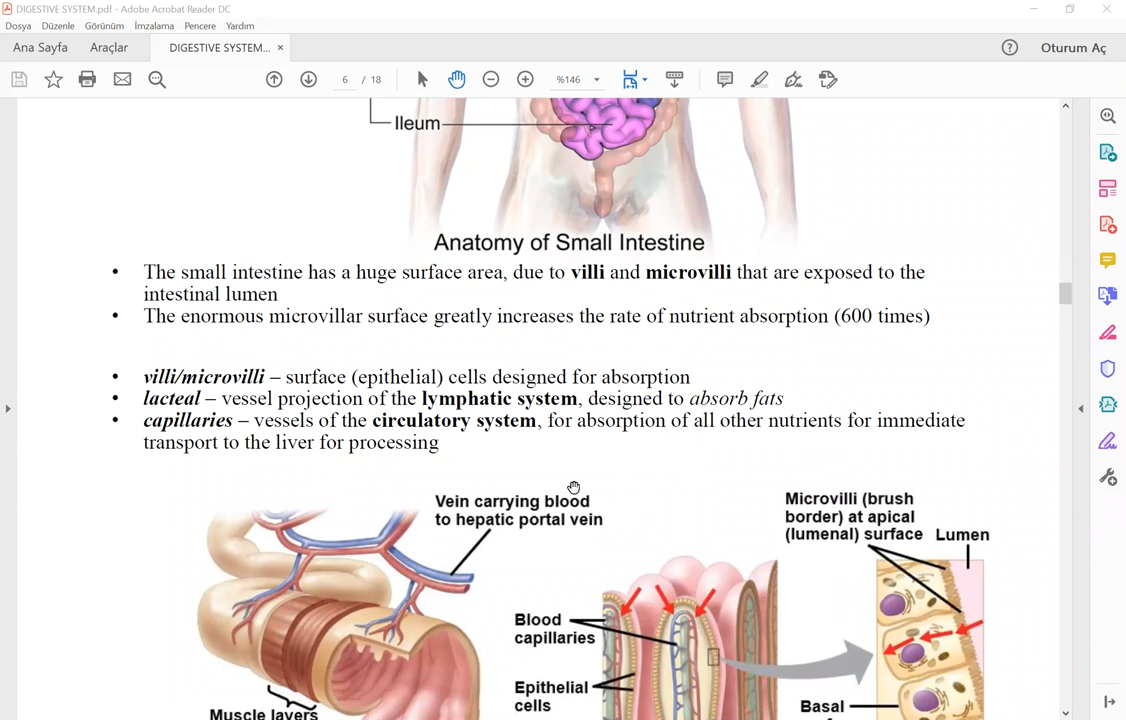 DIGESTIVE SYSTEM.pdf - Adobe Acrobat Reader DC
Dosya Düzenle Görünüm İmzalama Pencere Yardım
Ana Sayfa Araçlar DIGESTIVE SYSTEM... × ? Oturum Aç
6 / 18 %146
Ileum
Anatomy of Small Intestine
• The small intestine has a huge surface area, due to villi and microvilli that are exposed to the
intestinal lumen
• The enormous microvillar surface greatly increases the rate of nutrient absorption (600 times)
• villi/microvilli – surface (epithelial) cells designed for absorption
• lacteal – vessel projection of the lymphatic system, designed to absorb fats
• capillaries – vessels of the circulatory system, for absorption of all other nutrients for immediate
transport to the liver for processing
Vein carrying blood
to hepatic portal vein
Microvilli (brush
border) at apical
(lumenal) surface
Lumen
Blood
capillaries
Epithelial
cells
Muscle layers
Basal